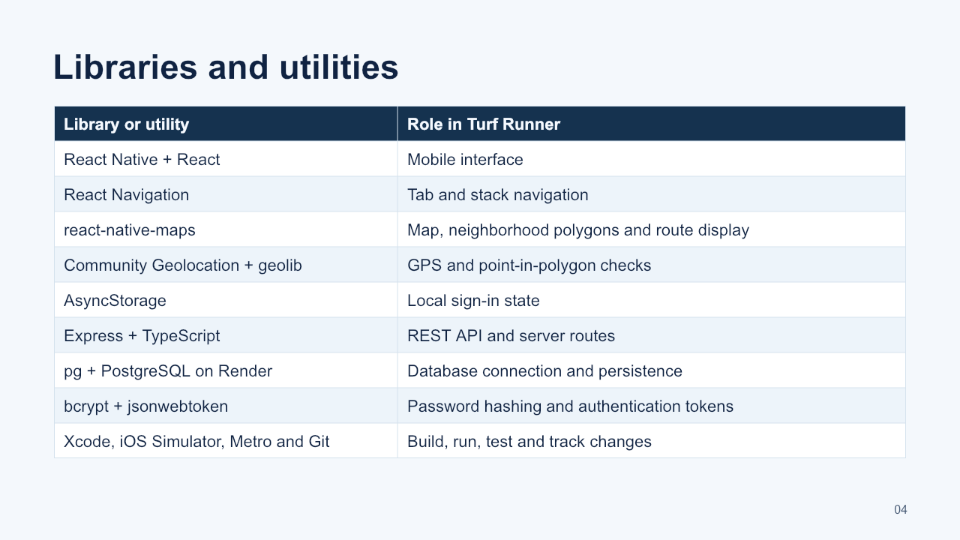 Libraries and utilities
Library or utility
Role in Turf Runner
React Native + React
Mobile interface
React Navigation
Tab and stack navigation
react-native-maps
Map, neighborhood polygons and route display
Community Geolocation + geolib
GPS and point-in-polygon checks
AsyncStorage
Local sign-in state
Express + TypeScript
REST API and server routes
pg + PostgreSQL on Render
Database connection and persistence
bcrypt + jsonwebtoken
Password hashing and authentication tokens
Xcode, iOS Simulator, Metro and Git
Build, run, test and track changes
04